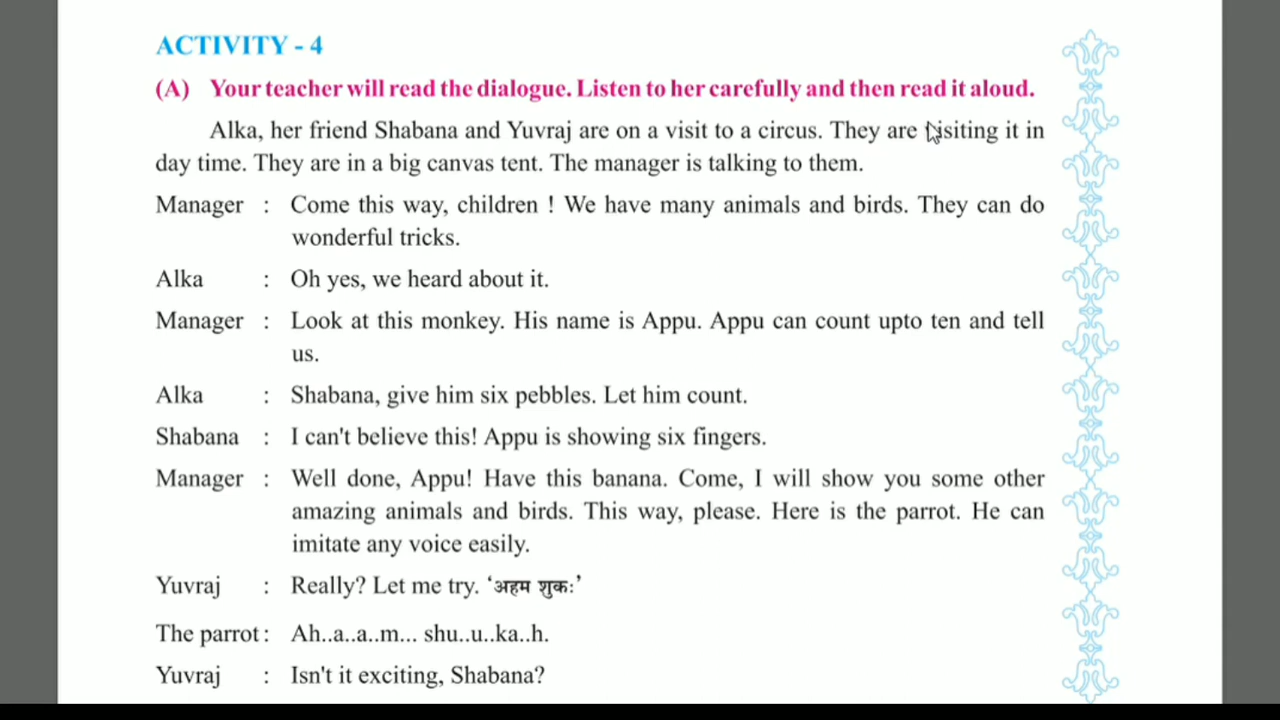 ACTIVITY - 4
(A) Your teacher will read the dialogue. Listen to her carefully and then read it aloud.
Alka, her friend Shabana and Yuvraj are on a visit to a circus. They are visiting it in
day time. They are in a big canvas tent. The manager is talking to them.
Manager : Come this way, children ! We have many animals and birds. They can do
wonderful tricks.
Alka : Oh yes, we heard about it.
Manager : Look at this monkey. His name is Appu. Appu can count upto ten and tell
us.
Alka : Shabana, give him six pebbles. Let him count.
Shabana : I can't believe this! Appu is showing six fingers.
Manager : Well done, Appu! Have this banana. Come, I will show you some other
amazing animals and birds. This way, please. Here is the parrot. He can
imitate any voice easily.
Yuvraj : Really? Let me try. ‘अहम शुकः’
The parrot : Ah..a..a..m... shu..u..ka..h.
Yuvraj : Isn't it exciting, Shabana?